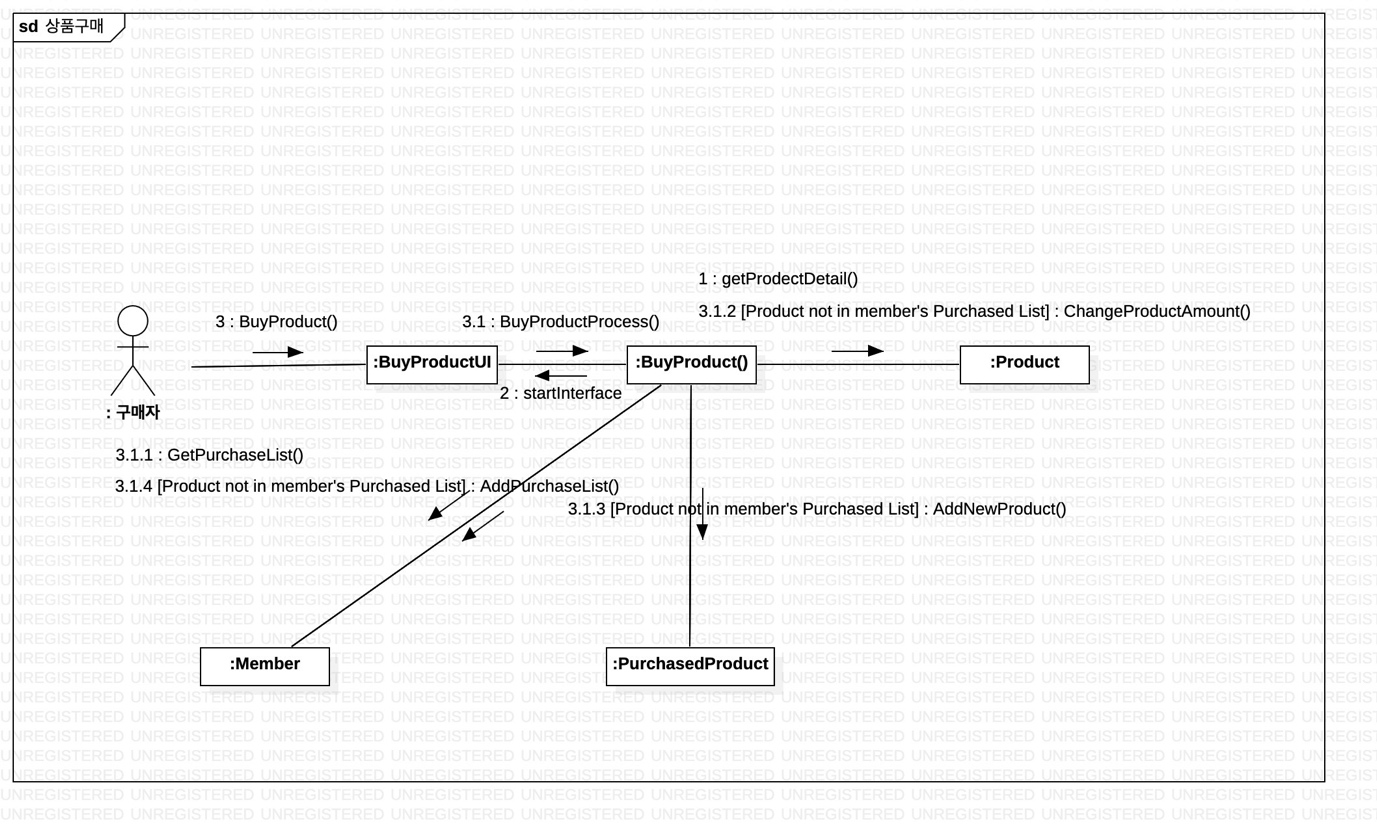 sd 상품구매
1 : getProdectDetail()
3.1.2 [Product not in member's Purchased List] : ChangeProductAmount()
3 : BuyProduct()
3.1 : BuyProductProcess()
:BuyProductUI
:BuyProduct()
:Product
2 : startInterface
: 구매자
3.1.1 : GetPurchaseList()
3.1.4 [Product not in member's Purchased List] : AddPurchaseList()
3.1.3 [Product not in member's Purchased List] : AddNewProduct()
:Member
:PurchasedProduct
UNREGISTERED